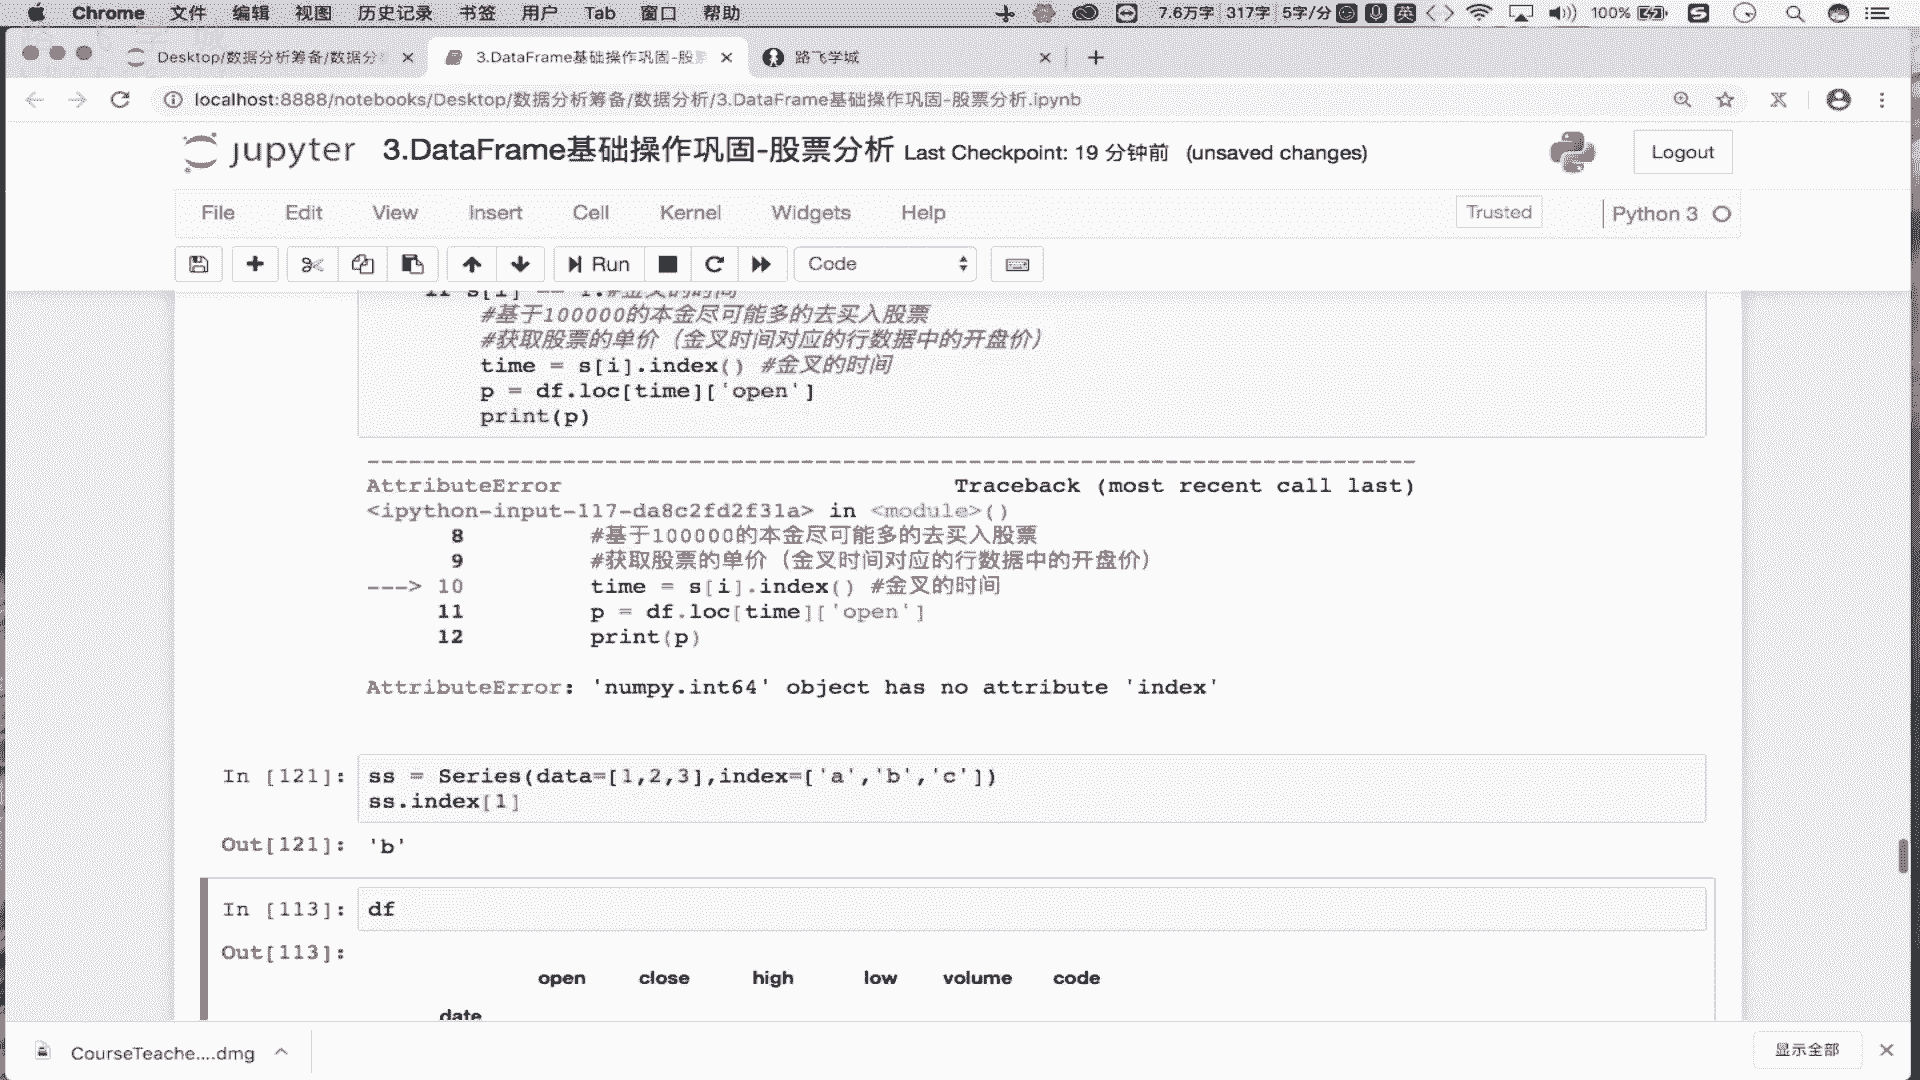 Chrome 文件 编辑 视图 历史记录 书签 用户 Tab 窗口 帮助 7.6万字 317字 5字/分 英 100%
Desktop/数据分析筹备/数据分 3.DataFrame基础操作巩固-股 路飞学城
localhost:8888/notebooks/Desktop/数据分析筹备/数据分析/3.DataFrame基础操作巩固-股票分析.ipynb
jupyter 3.DataFrame基础操作巩固-股票分析 Last Checkpoint: 19 分钟前 (unsaved changes) Logout
File Edit View Insert Cell Kernel Widgets Help Trusted Python 3
Run Code
#基于100000的本金尽可能多的去买入股票
#获取股票的单价（金叉时间对应的行数据中的开盘价）
time = s[i].index() #金叉的时间
p = df.loc[time]['open']
print(p)
---------------------------------------------------------------------------
AttributeError Traceback (most recent call last)
<ipython-input-117-da8c2fd2f31a> in <module>()
8 #基于100000的本金尽可能多的去买入股票
9 #获取股票的单价（金叉时间对应的行数据中的开盘价）
---> 10 time = s[i].index() #金叉的时间
11 p = df.loc[time]['open']
12 print(p)
AttributeError: 'numpy.int64' object has no attribute 'index'
In [121]: ss = Series(data=[1,2,3],index=['a','b','c'])
ss.index[1]
Out[121]: 'b'
In [113]: df
Out[113]:
open close high low volume code
date
CourseTeache....dmg 显示全部